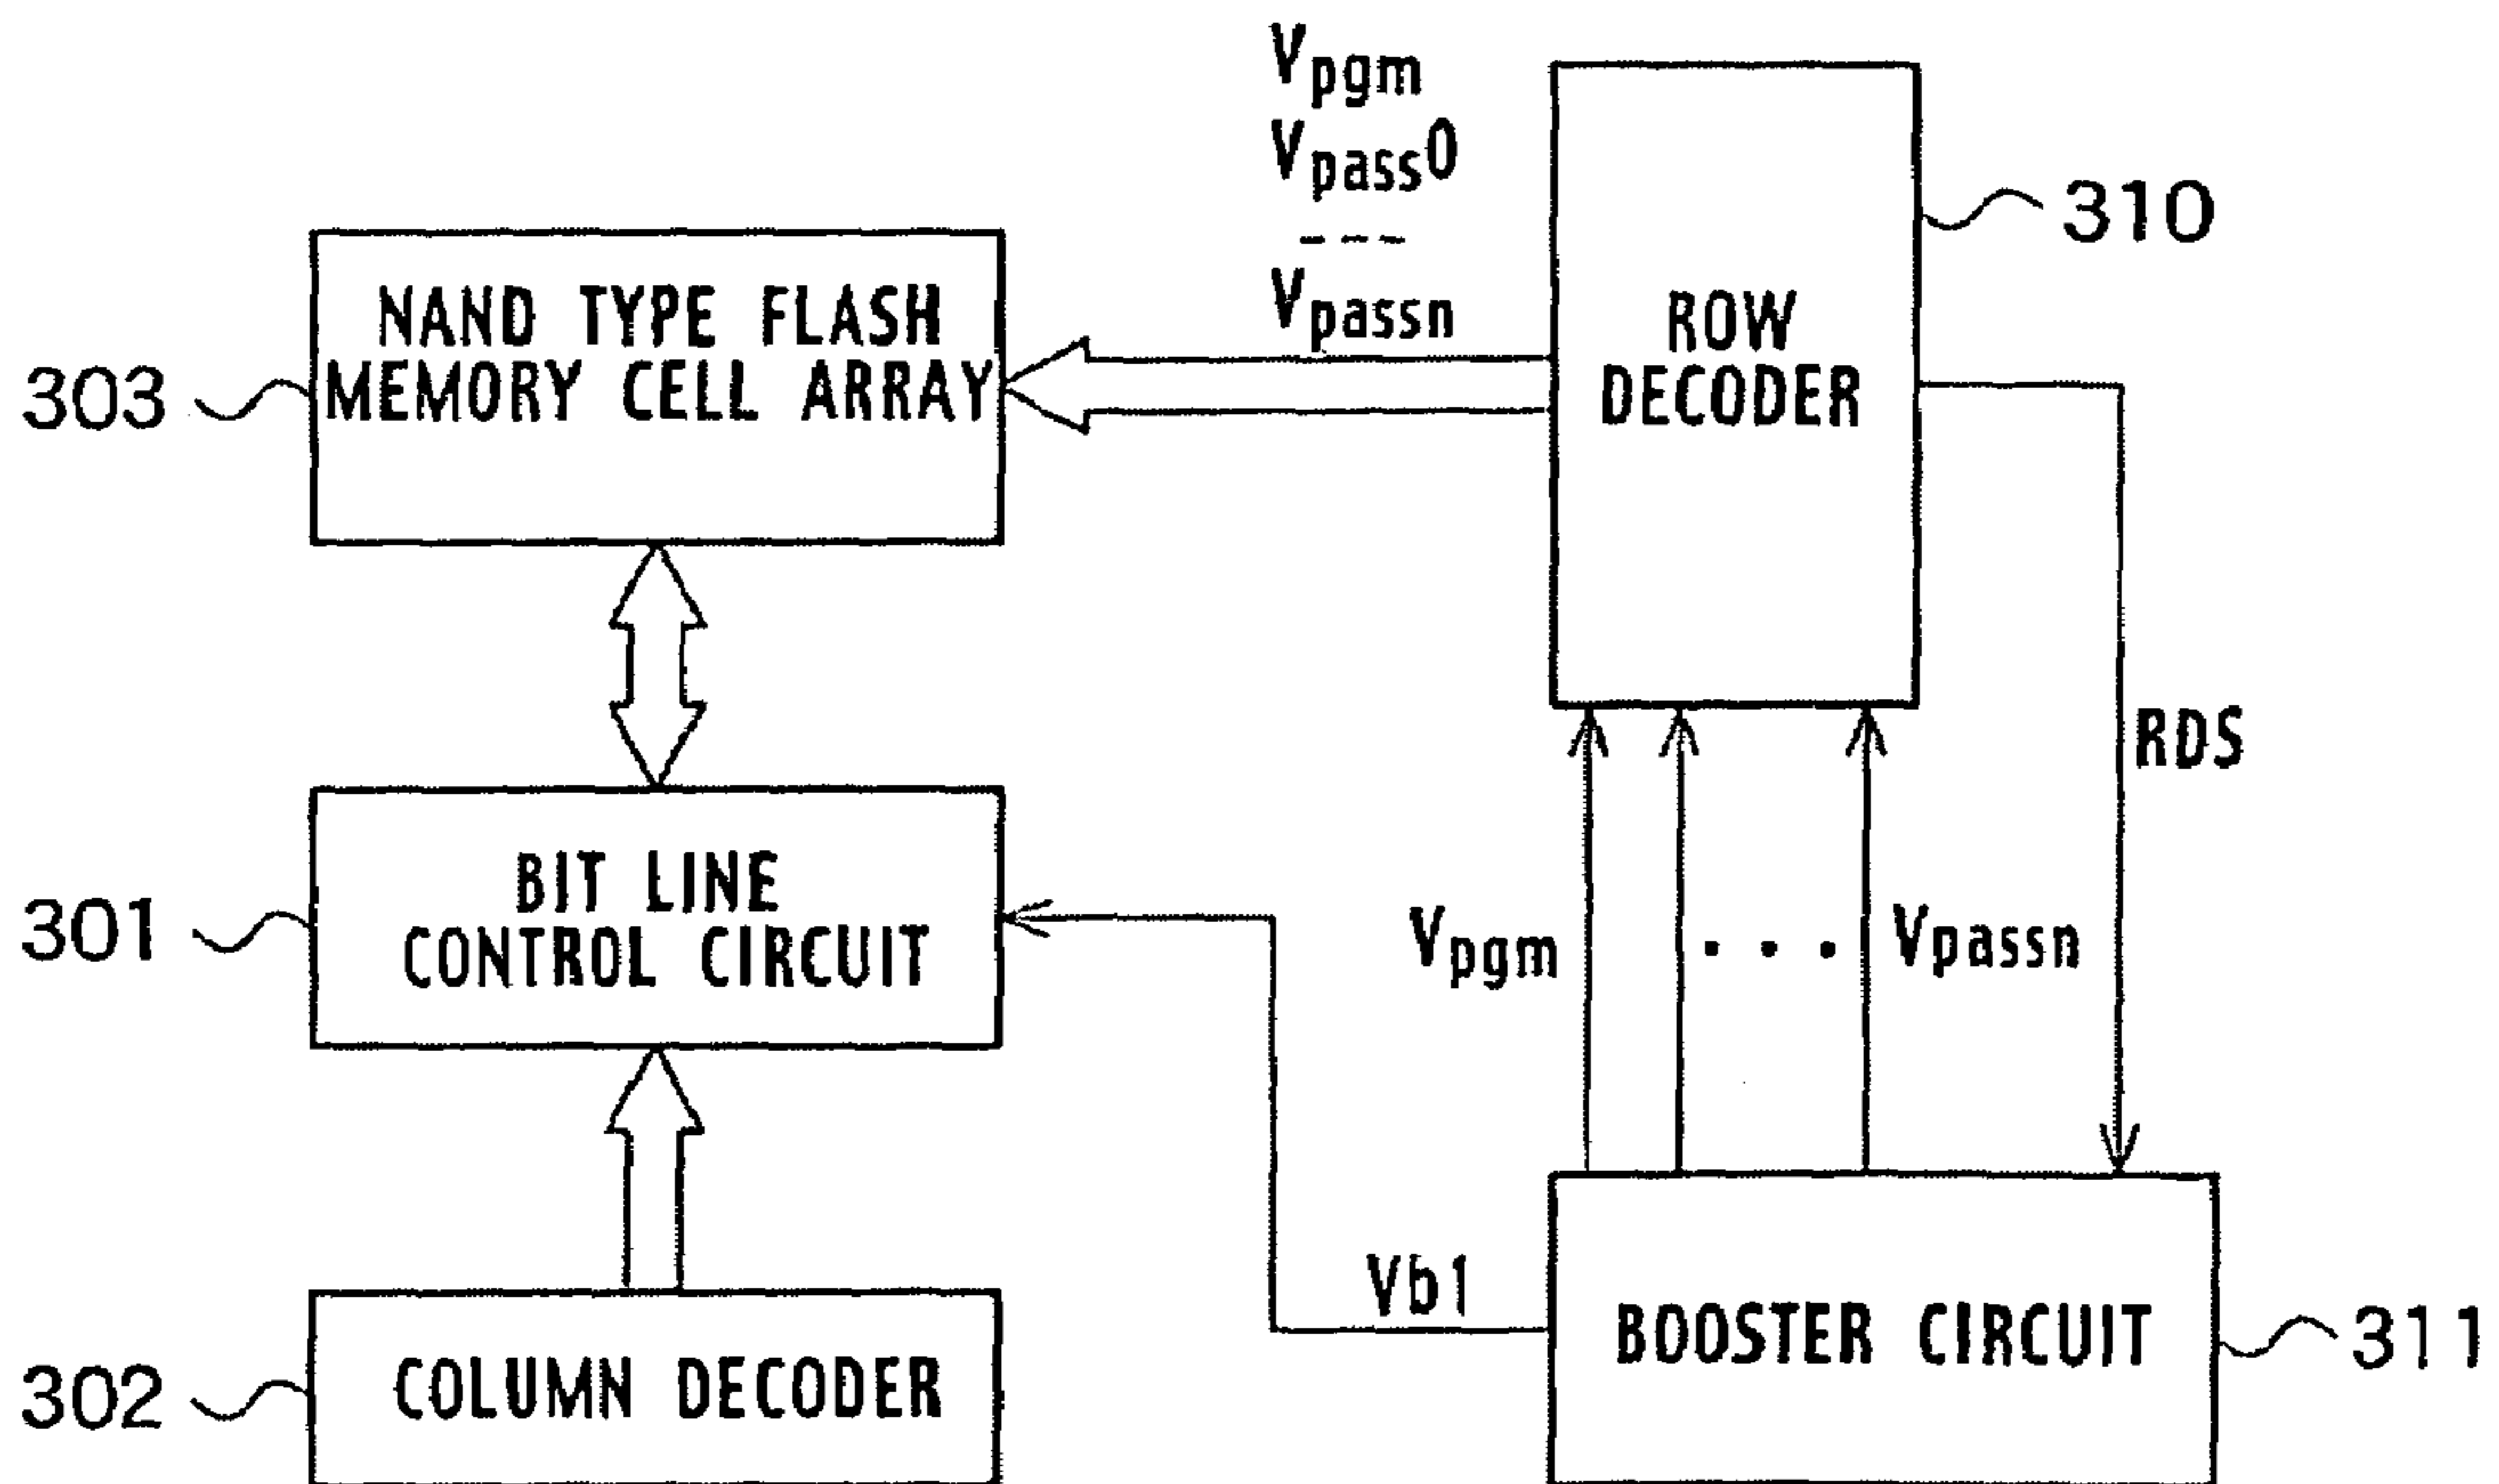 Vpgm
Vpass0
---
Vpassn
310
NAND TYPE FLASH
MEMORY CELL ARRAY
303
ROW
DECODER
RDS
BIT LINE
CONTROL CIRCUIT
301
Vpgm
...
Vpassn
Vb1
BOOSTER CIRCUIT
311
COLUMN DECODER
302